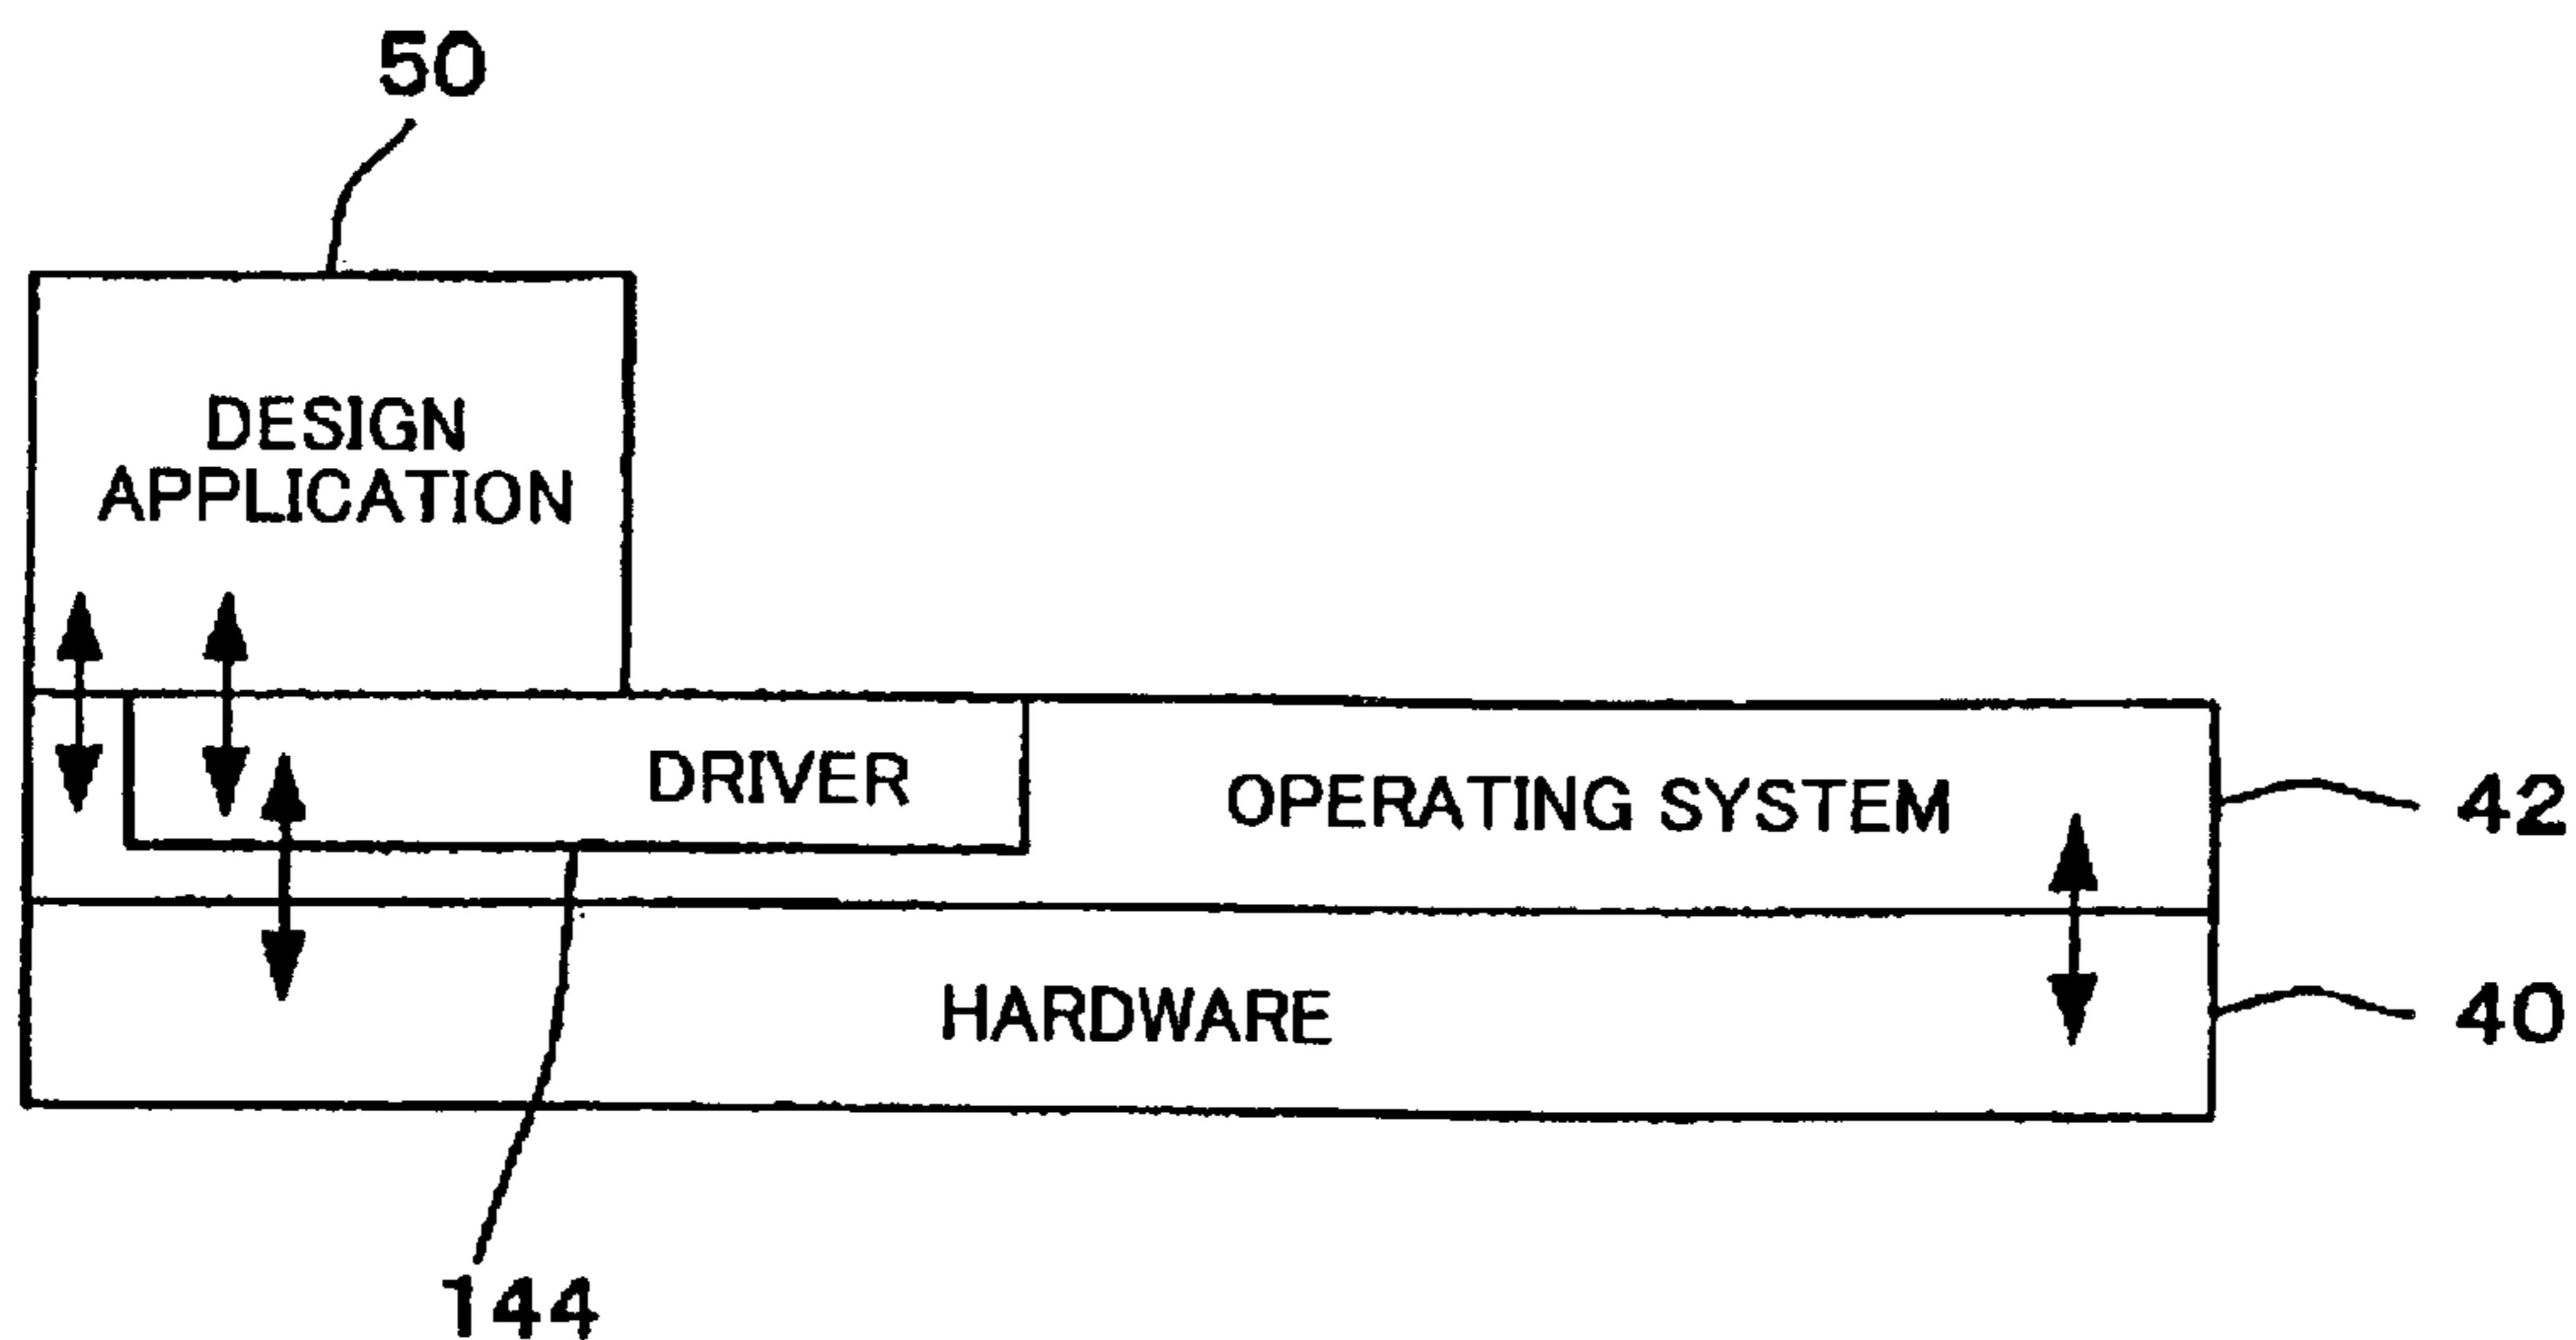 50
DESIGN
APPLICATION
DRIVER
OPERATING SYSTEM
42
HARDWARE
40
144